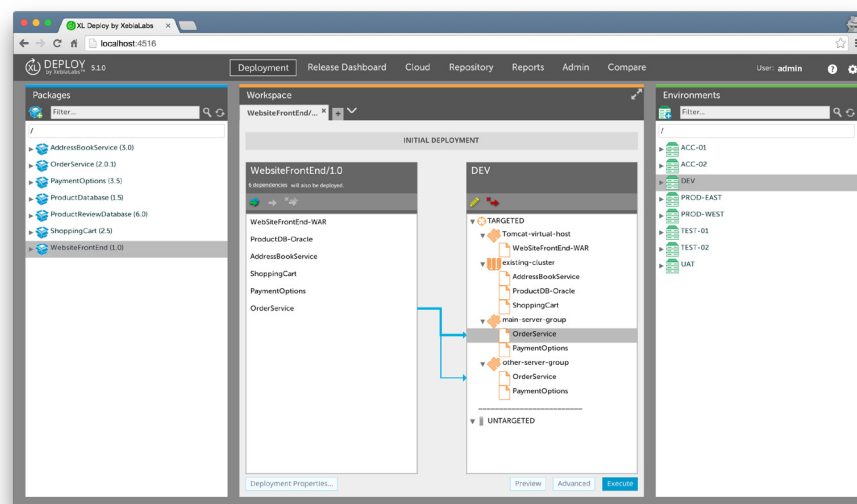 XL Deploy by XebiaLabs
localhost:4516
XL DEPLOY 5.1.0
by XebiaLabs™
Deployment Release Dashboard Cloud Repository Reports Admin Compare
User: admin
Packages
Filter...
/
AddressBookService (3.0)
OrderService (2.0.1)
PaymentOptions (3.5)
ProductDatabase (1.5)
ProductReviewDatabase (6.0)
ShoppingCart (2.5)
WebsiteFrontEnd (1.0)
Workspace
WebsiteFrontEnd/...
INITIAL DEPLOYMENT
WebsiteFrontEnd/1.0
6 dependencies will also be deployed.
WebSiteFrontEnd-WAR
ProductDB-Oracle
AddressBookService
ShoppingCart
PaymentOptions
OrderService
DEV
TARGETED
Tomcat-virtual-host
WebSiteFrontEnd-WAR
existing-cluster
AddressBookService
ProductDB-Oracle
ShoppingCart
main-server-group
OrderService
PaymentOptions
other-server-group
OrderService
PaymentOptions
UNTARGETED
Deployment Properties...
Preview Advanced Execute
Environments
Filter...
/
ACC-01
ACC-02
DEV
PROD-EAST
PROD-WEST
TEST-01
TEST-02
UAT